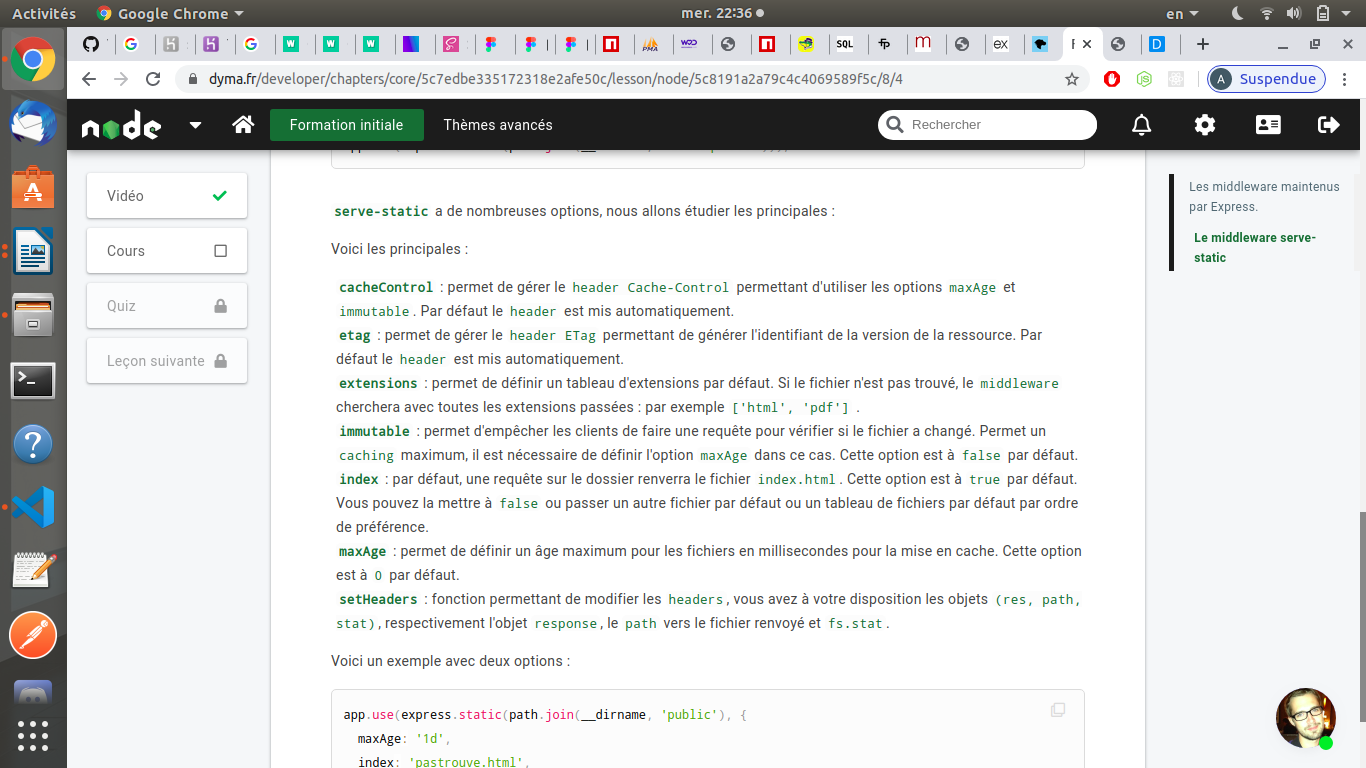 Activités
Google Chrome
mer. 22:36
en
SQL
ex
D
dyma.fr/developer/chapters/core/5c7edbe335172318e2afe50c/lesson/node/5c8191a2a79c4c4069589f5c/8/4
A Suspendue
node
Formation initiale
Thèmes avancés
Rechercher
Vidéo
Cours
Quiz
Leçon suivante
serve-static a de nombreuses options, nous allons étudier les principales :
Voici les principales :
cacheControl : permet de gérer le header Cache-Control permettant d'utiliser les options maxAge et
immutable. Par défaut le header est mis automatiquement.
etag : permet de gérer le header ETag permettant de générer l'identifiant de la version de la ressource. Par
défaut le header est mis automatiquement.
extensions : permet de définir un tableau d'extensions par défaut. Si le fichier n'est pas trouvé, le middleware
cherchera avec toutes les extensions passées : par exemple ['html', 'pdf'] .
immutable : permet d'empêcher les clients de faire une requête pour vérifier si le fichier a changé. Permet un
caching maximum, il est nécessaire de définir l'option maxAge dans ce cas. Cette option est à false par défaut.
index : par défaut, une requête sur le dossier renverra le fichier index.html. Cette option est à true par défaut.
Vous pouvez la mettre à false ou passer un autre fichier par défaut ou un tableau de fichiers par défaut par ordre
de préférence.
maxAge : permet de définir un âge maximum pour les fichiers en millisecondes pour la mise en cache. Cette option
est à 0 par défaut.
setHeaders : fonction permettant de modifier les headers, vous avez à votre disposition les objets (res, path,
stat), respectivement l'objet response, le path vers le fichier renvoyé et fs.stat.
Voici un exemple avec deux options :
app.use(express.static(path.join(__dirname, 'public'), {
maxAge: '1d',
index: 'pastrouve.html',
Les middleware maintenus
par Express.
Le middleware serve-
static